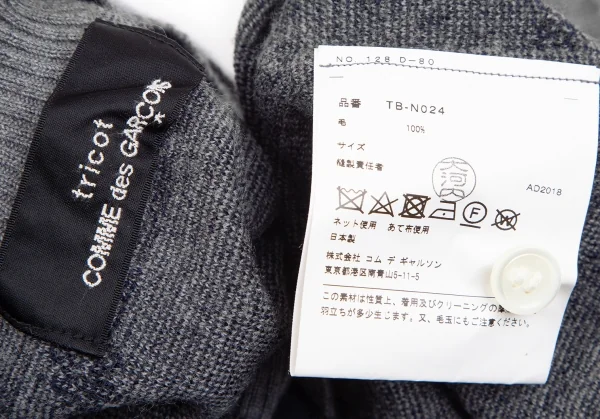 tricot
COMME des GARÇONS
NO. 128 D-80
品番 TB-N024
毛 100%
サイズ
縫製責任者
AD2018
F
W
ネット使用 あて布使用
日本製
株式会社 コム デ ギャルソン
東京都港区南青山5-11-5
この素材は性質上、着用及びクリーニングの
羽立ちが多少生じます。又、毛玉にもご注意ください。